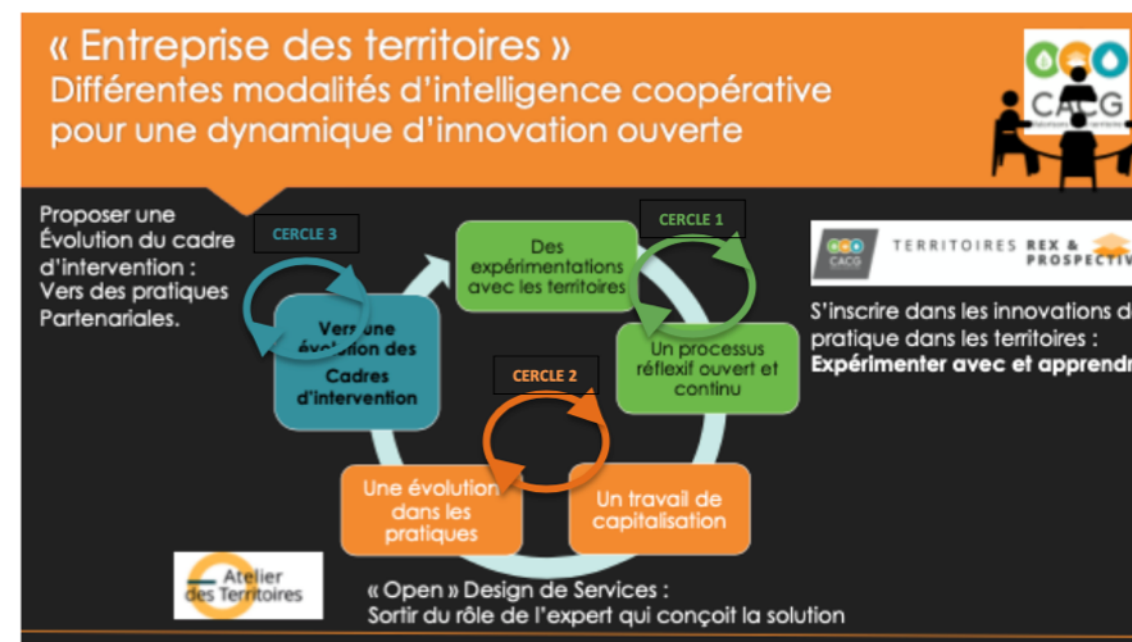 « Entreprise des territoires »
Différentes modalités d'intelligence coopérative
pour une dynamique d'innovation ouverte
CACG
Proposer une
Évolution du cadre
d'intervention :
Vers des pratiques
Partenariales.
CERCLE 3
Vers une
évolution des
Cadres
d'intervention
Des
expérimentations
avec les territoires
CERCLE 1
Un processus
réflexif ouvert et
continu
CERCLE 2
Une évolution
dans les
pratiques
Un travail de
capitalisation
CACG
TERRITOIRES REX &
PROSPECTIV
S'inscrire dans les innovations d
pratique dans les territoires :
Expérimenter avec et apprendr
Atelier
des Territoires
« Open » Design de Services :
Sortir du rôle de l'expert qui conçoit la solution